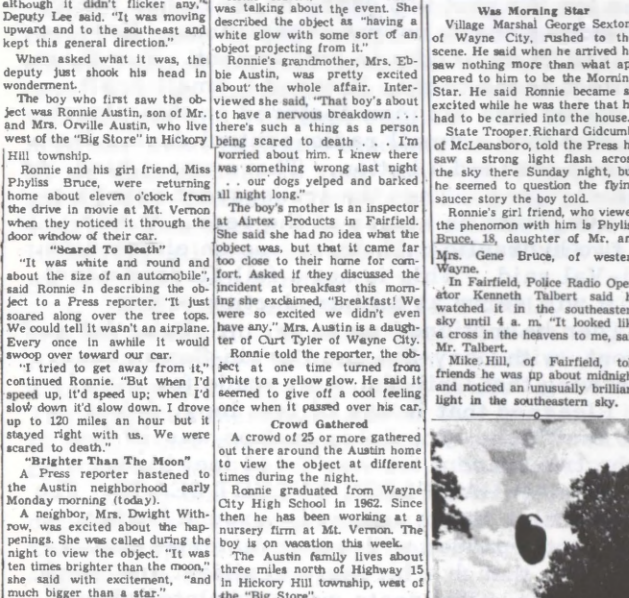 although it didn't flicker any,"
Deputy Lee said. "It was moving
upward and to the southeast and
kept this general direction."
When asked what it was, the
deputy just shook his head in
wonderment.
The boy who first saw the ob-
ject was Ronnie Austin, son of Mr.
and Mrs. Orville Austin, who live
west of the "Big Store" in Hickory
Hill township.
Ronnie and his girl friend, Miss
Phyliss Bruce, were returning
home about eleven o'clock from
the drive in movie at Mt. Vernon
when they noticed it through the
door window of their car.
"Scared To Death"
"It was white and round and
about the size of an automobile",
said Ronnie in describing the ob-
ject to a Press reporter. "It just
soared along over the tree tops.
We could tell it wasn't an airplane.
Every once in awhile it would
swoop over toward our car.
"I tried to get away from it,"
continued Ronnie. "But when I'd
speed up, it'd speed up; when I'd
slow down it'd slow down. I drove
up to 120 miles an hour but it
stayed right with us. We were
scared to death."
"Brighter Than The Moon"
A Press reporter hastened to
the Austin neighborhood early
Monday morning (today).
A neighbor, Mrs. Dwight With-
row, was excited about the hap-
penings. She was called during the
night to view the object. "It was
ten times brighter than the moon,"
she said with excitement, "and
much bigger than a star."
was talking about the event. She
described the object as "having a
white glow with some sort of an
object projecting from it."
Ronnie's grandmother, Mrs. Eb-
bie Austin, was pretty excited
about the whole affair. Inter-
viewed she said, "That boy's about
to have a nervous breakdown . . .
there's such a thing as a person
being scared to death . . . I'm
worried about him. I knew there
was something wrong last night
. . our dogs yelped and barked
all night long."
The boy's mother is an inspector
at Airtex Products in Fairfield.
She said she had no idea what the
object was, but that it came far
too close to their home for com-
fort. Asked if they discussed the
incident at breakfast this morn-
ing she exclaimed, "Breakfast! We
were so excited we didn't even
have any." Mrs. Austin is a daugh-
ter of Curt Tyler of Wayne City.
Ronnie told the reporter, the ob-
ject at one time turned from
white to a yellow glow. He said it
seemed to give off a cool feeling
once when it passed over his car.
Crowd Gathered
A crowd of 25 or more gathered
out there around the Austin home
to view the object at different
times during the night.
Ronnie graduated from Wayne
City High School in 1962. Since
then he has been working at a
nursery firm at Mt. Vernon. The
boy is on vacation this week.
The Austin family lives about
three miles north of Highway 15
in Hickory Hill township, west of
the "Big Store".
Was Morning Star
Village Marshal George Sexton
of Wayne City, rushed to th
scene. He said when he arrived h
saw nothing more than what ap
peared to him to be the Mornin
Star. He said Ronnie became s
excited while he was there that h
had to be carried into the house.
State Trooper Richard Gidcumb
of McLeansboro, told the Press h
saw a strong light flash acros
the sky there Sunday night, bu
he seemed to question the flyin
saucer story the boy told.
Ronnie's girl friend, who viewe
the phenomon with him is Phylis
Bruce, 18, daughter of Mr. an
Mrs. Gene Bruce, of wester
Wayne.
In Fairfield, Police Radio Oper
ator Kenneth Talbert said h
watched it in the southeaster
sky until 4 a. m. "It looked lik
a cross in the heavens to me, sa
Mr. Talbert.
Mike Hill, of Fairfield, to
friends he was up about midnigh
and noticed an unusually brillian
light in the southeastern sky.